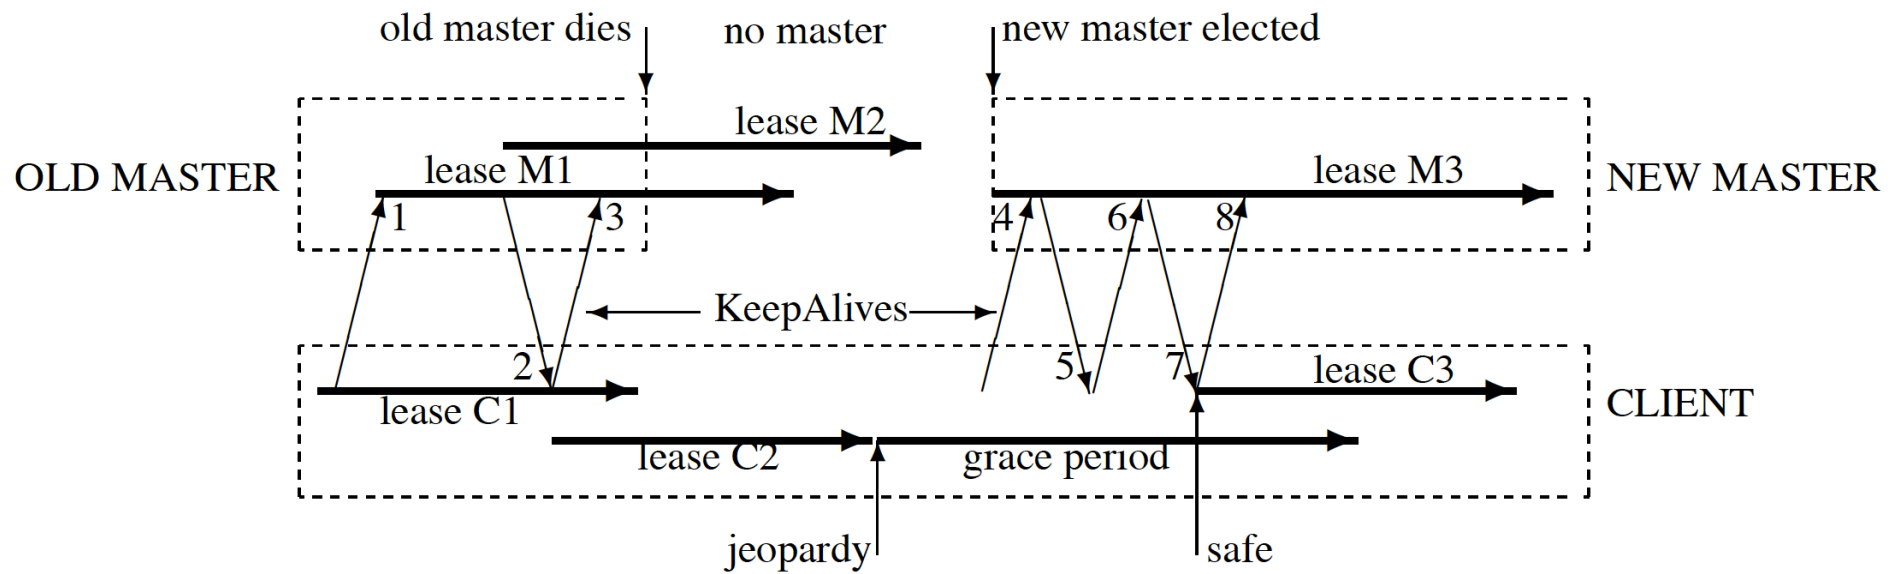 old master dies
no master
new master elected
lease M2
OLD MASTER
lease M1
lease M3
NEW MASTER
1
3
4
6
8
KeepAlives
2
5
7
lease C3
lease C1
CLIENT
lease C2
grace period
jeopardy
safe